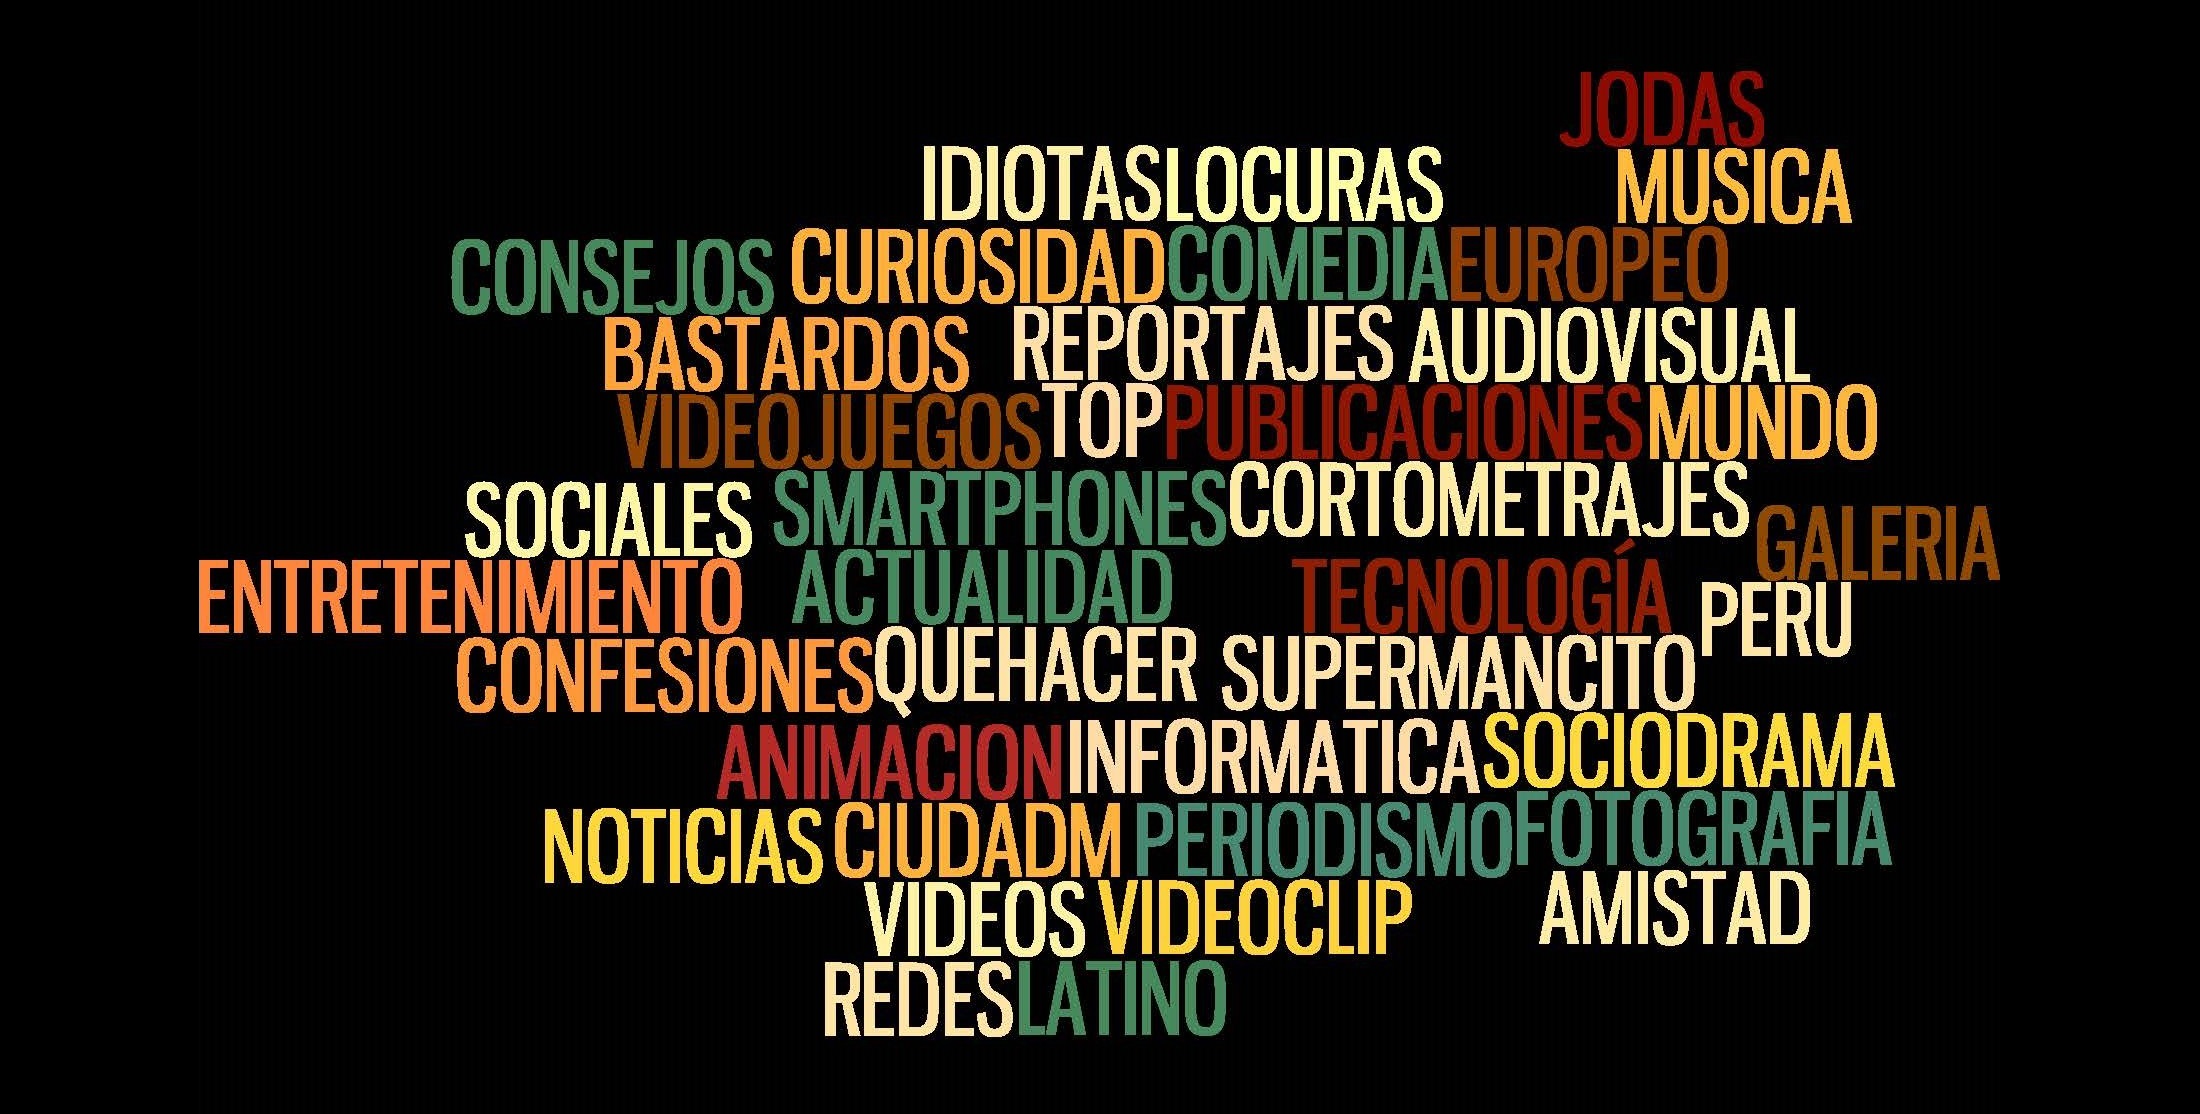 JODAS
IDIOTAS LOCURAS MUSICA
CONSEJOS CURIOSIDAD COMEDIA EUROPEO
BASTARDOS REPORTAJES AUDIOVISUAL
VIDEOJUEGOS TOP PUBLICACIONES MUNDO
SOCIALES SMARTPHONES CORTOMETRAJES GALERIA
ENTRETENIMIENTO ACTUALIDAD TECNOLOGÍA PERU
CONFESIONES QUEHACER SUPERMANCITO
ANIMACION INFORMATICA SOCIODRAMA
NOTICIAS CIUDADM PERIODISMO FOTOGRAFIA
VIDEOS VIDEOCLIP AMISTAD
REDES LATINO